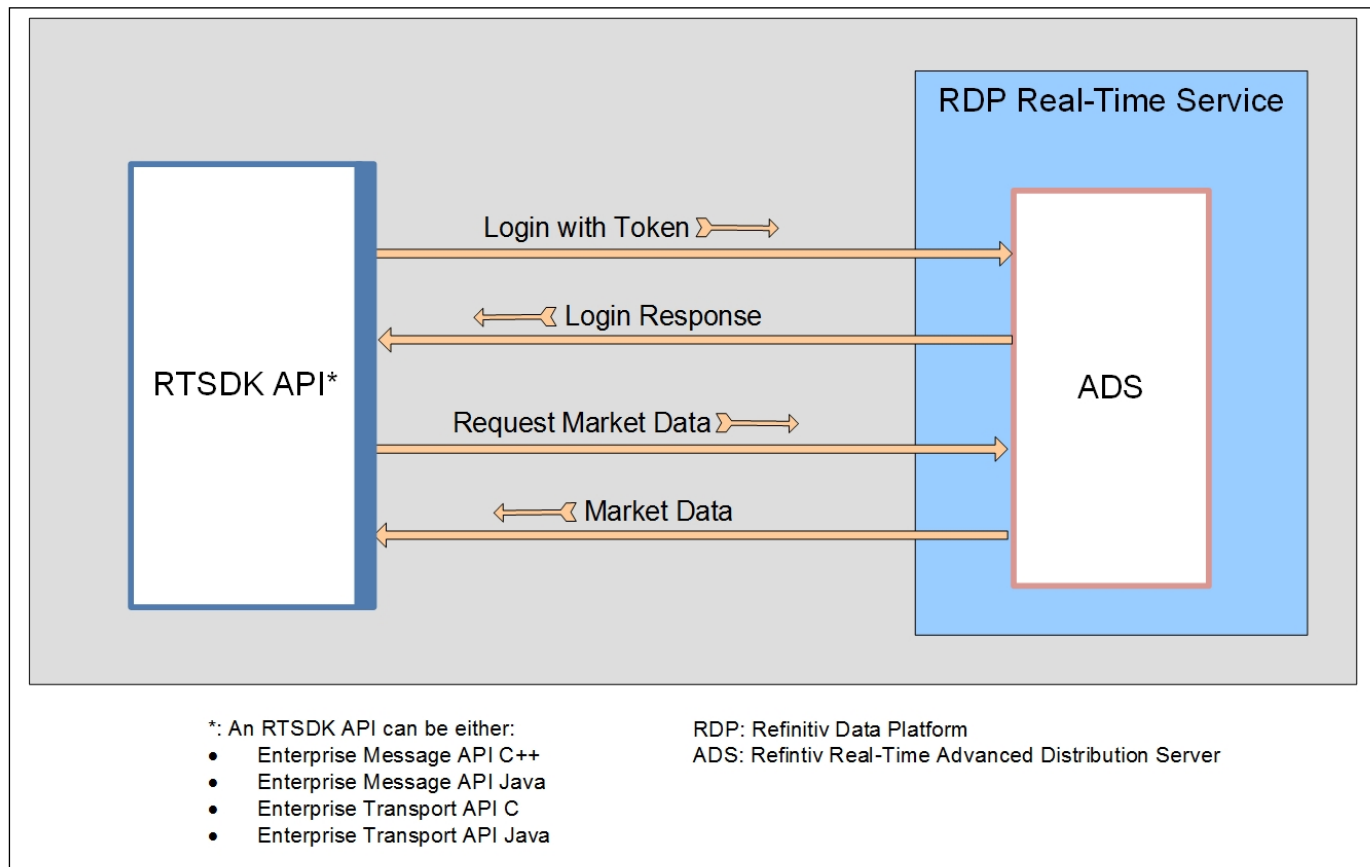 RDP Real-Time Service
Login with Token
Login Response
RTSDK API*
ADS
Request Market Data
Market Data
*: An RTSDK API can be either:
• Enterprise Message API C++
• Enterprise Message API Java
• Enterprise Transport API C
• Enterprise Transport API Java
RDP: Refinitiv Data Platform
ADS: Refintiv Real-Time Advanced Distribution Server